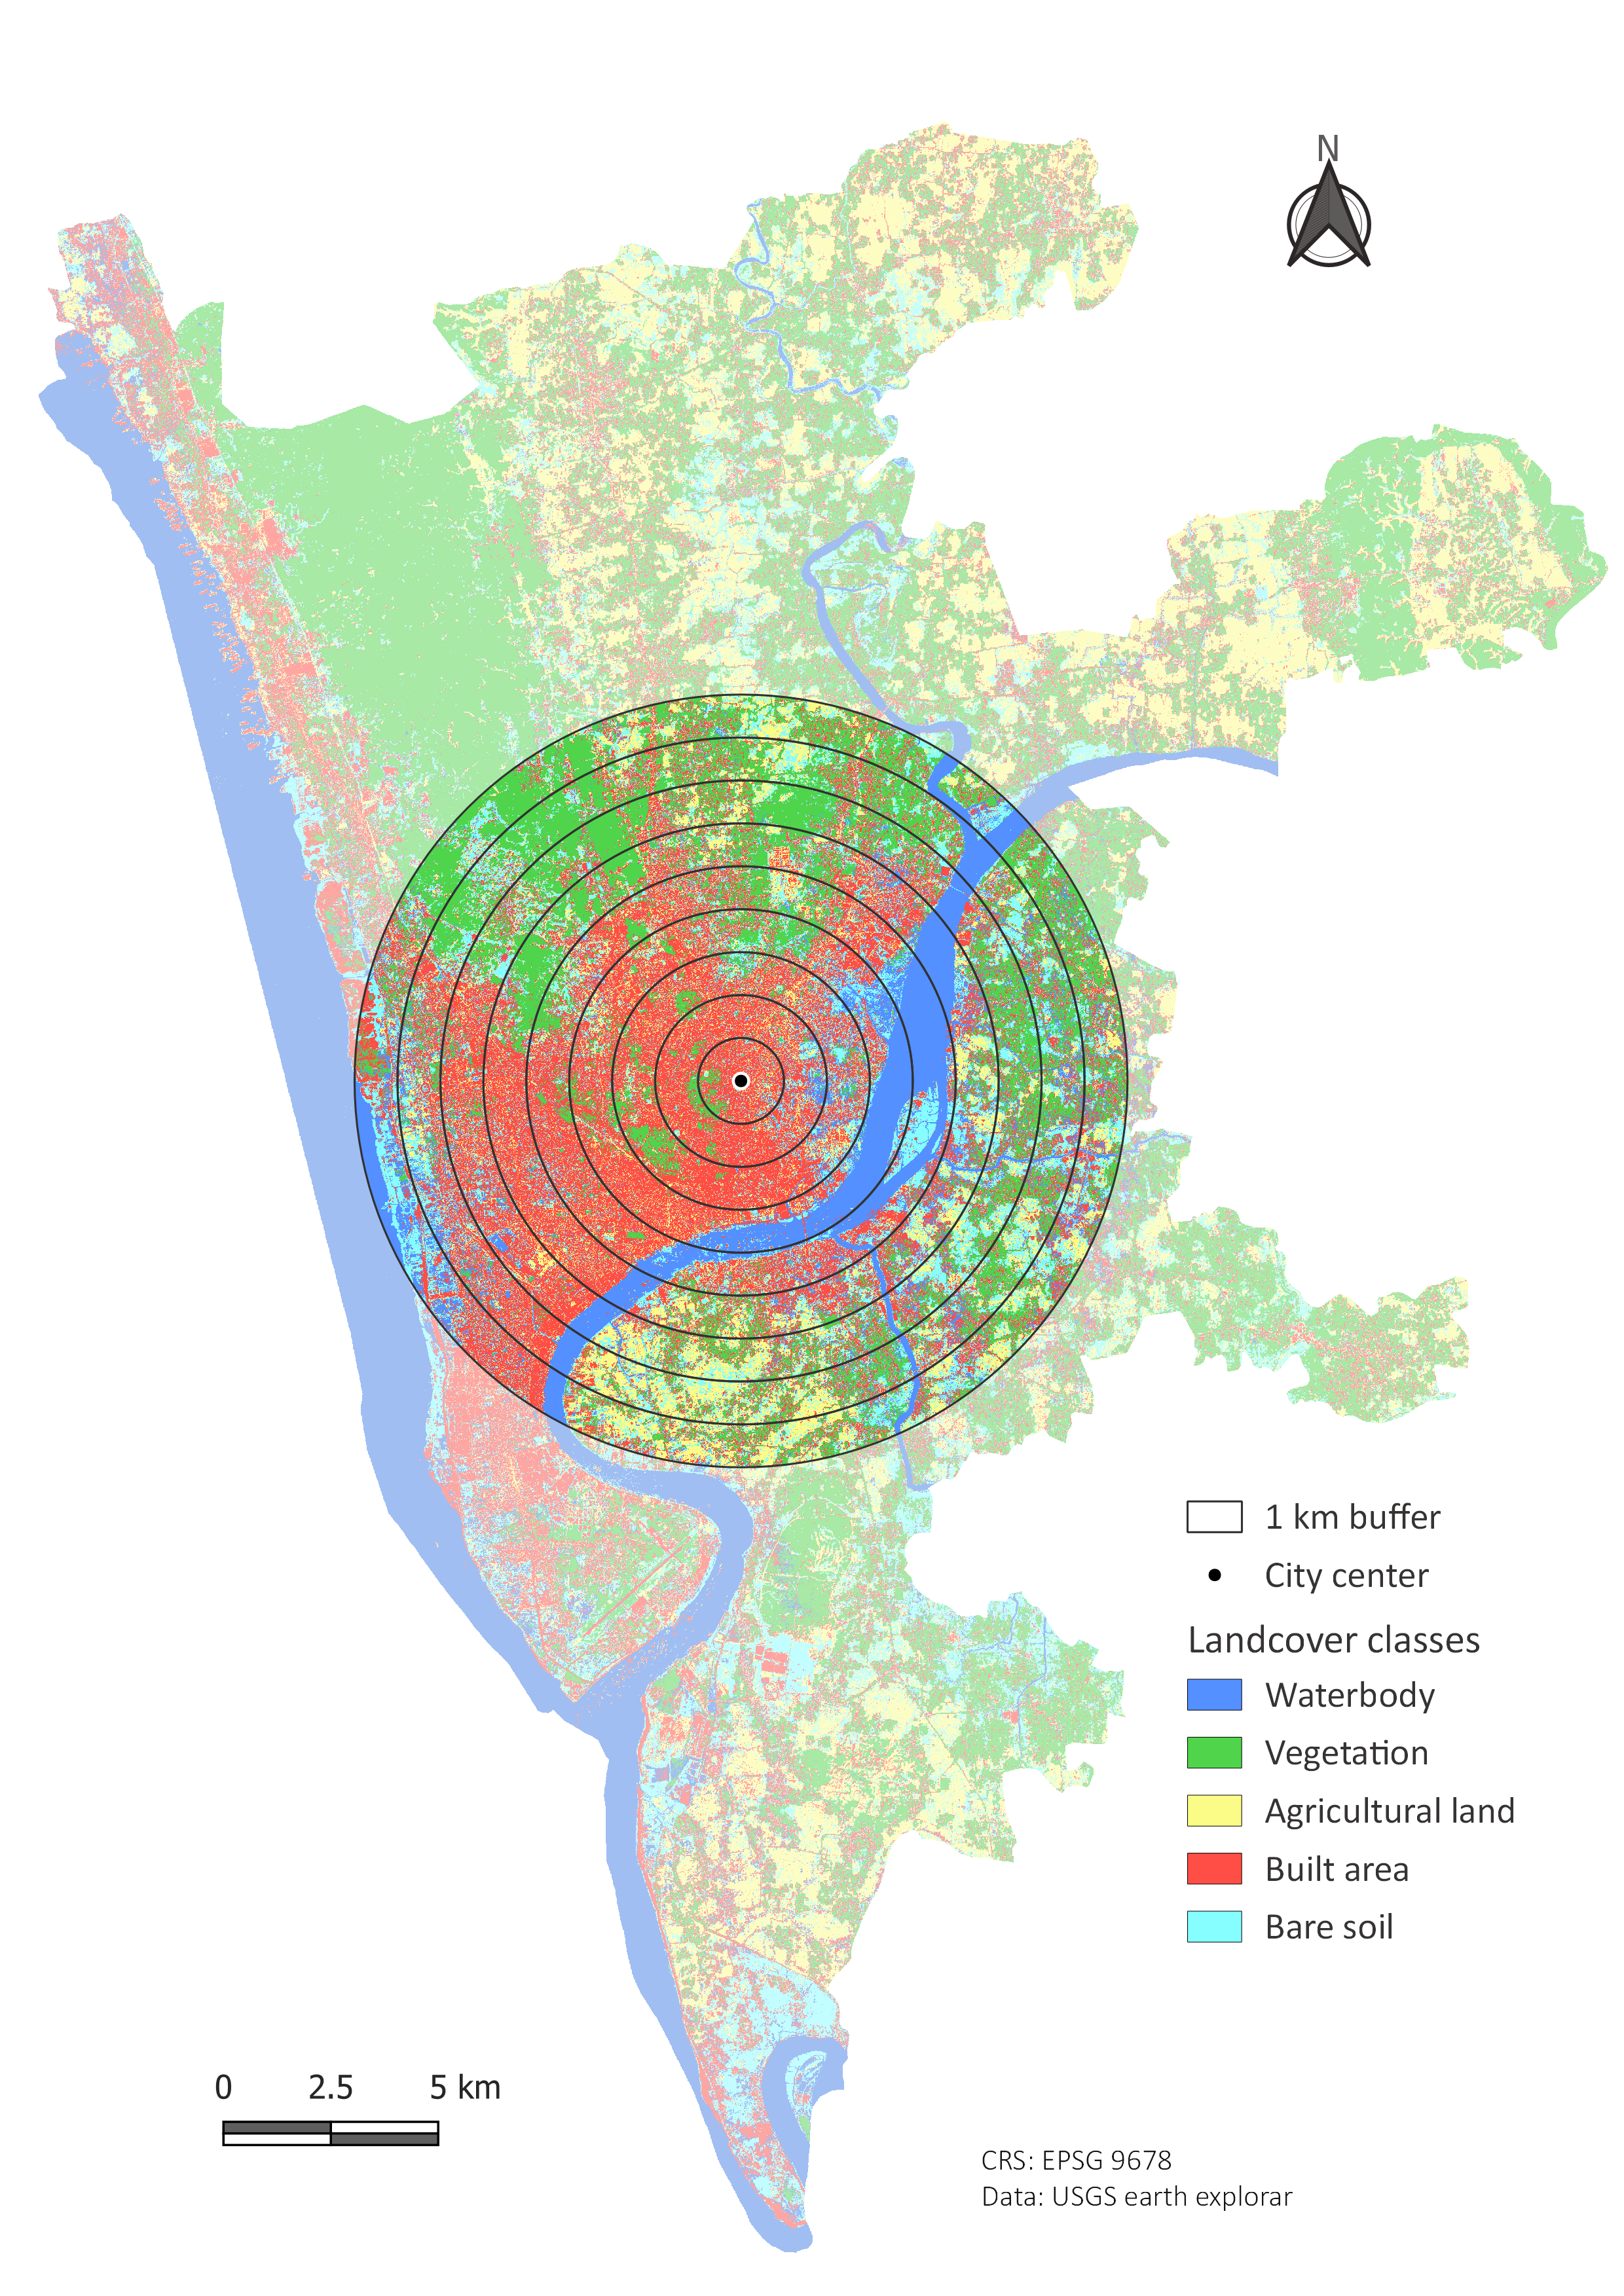 N
1 km buffer
City center
Landcover classes
Waterbody
Vegetation
Agricultural land
Built area
Bare soil
0 2.5 5 km
CRS: EPSG 9678
Data: USGS earth explorar